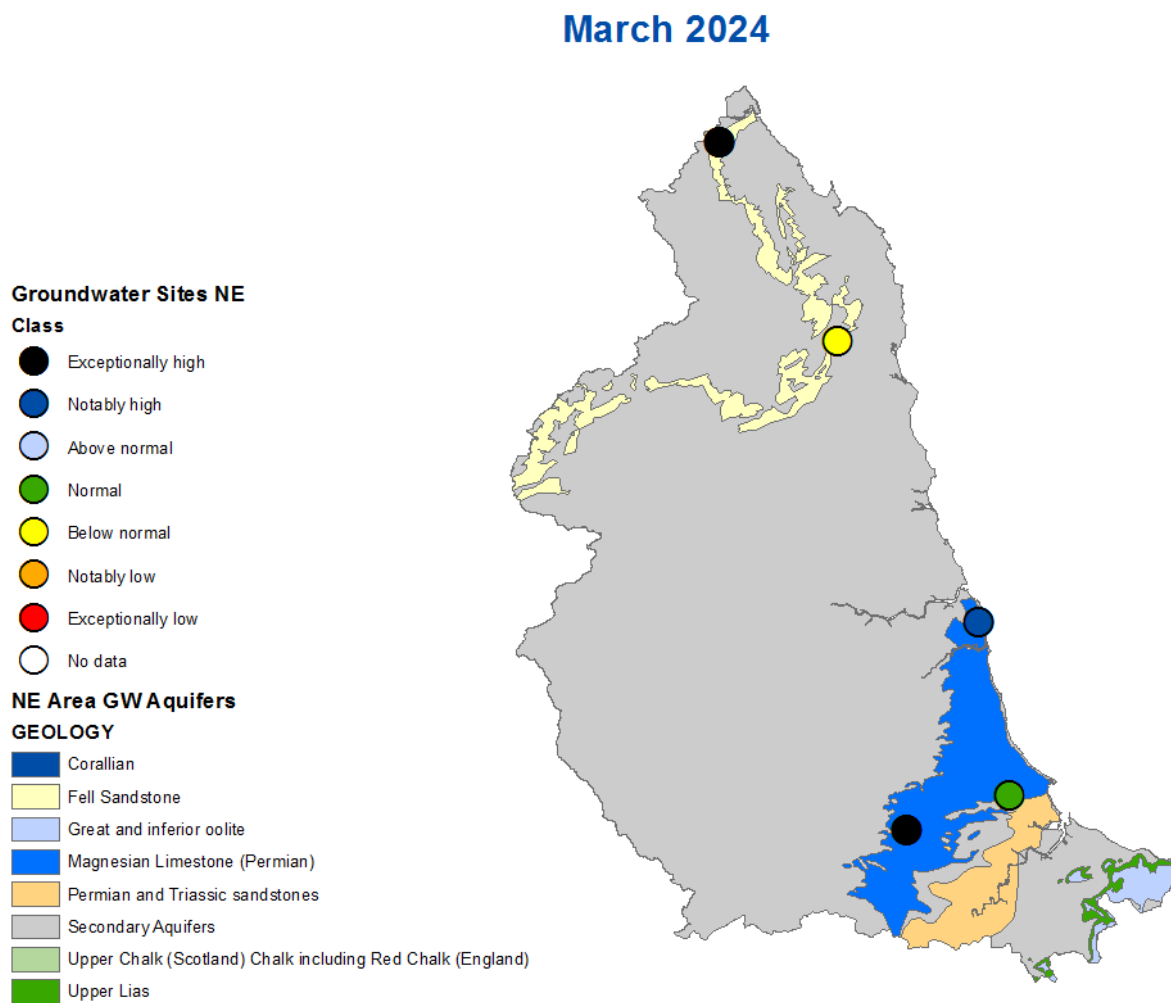 March 2024
Groundwater Sites NE
Class
Exceptionally high
Notably high
Above normal
Normal
Below normal
Notably low
Exceptionally low
No data
NE Area GW Aquifers
GEOLOGY
Corallian
Fell Sandstone
Great and inferior oolite
Magnesian Limestone (Permian)
Permian and Triassic sandstones
Secondary Aquifers
Upper Chalk (Scotland) Chalk including Red Chalk (England)
Upper Lias